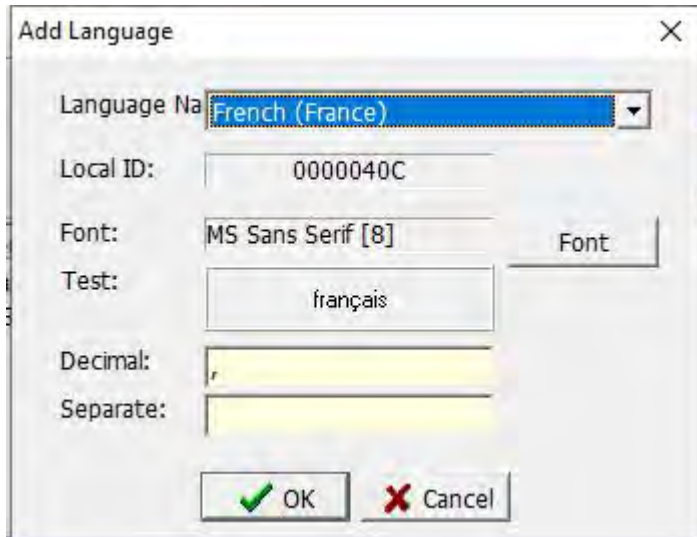 Add Language
Language Na French (France)
Local ID: 0000040C
Font: MS Sans Serif [8] Font
Test: français
Decimal: ,
Separate:
OK Cancel